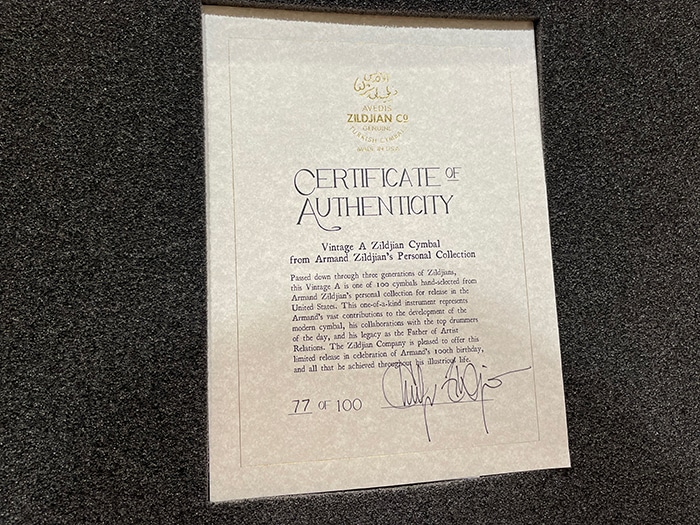 AVEDIS
ZILDJIAN Cº
GENUINE
TURKISH CYMBALS
MADE IN U.S.A.
CERTIFICATE OF
AUTHENTICITY
Vintage A Zildjian Cymbal
from Armand Zildjian's Personal Collection
Passed down through three generations of Zildjians,
this Vintage A is one of 100 cymbals hand-selected from
Armand Zildjian's personal collection for release in the
United States. This one-of-a-kind instrument represents
Armand's vast contributions to the development of the
modern cymbal, his collaborations with the top drummers
of the day, and his legacy as the Father of Artist
Relations. The Zildjian Company is pleased to offer this
limited release in celebration of Armand's 100th birthday,
and all that he achieved throughout his illustrious life.
77 OF 100